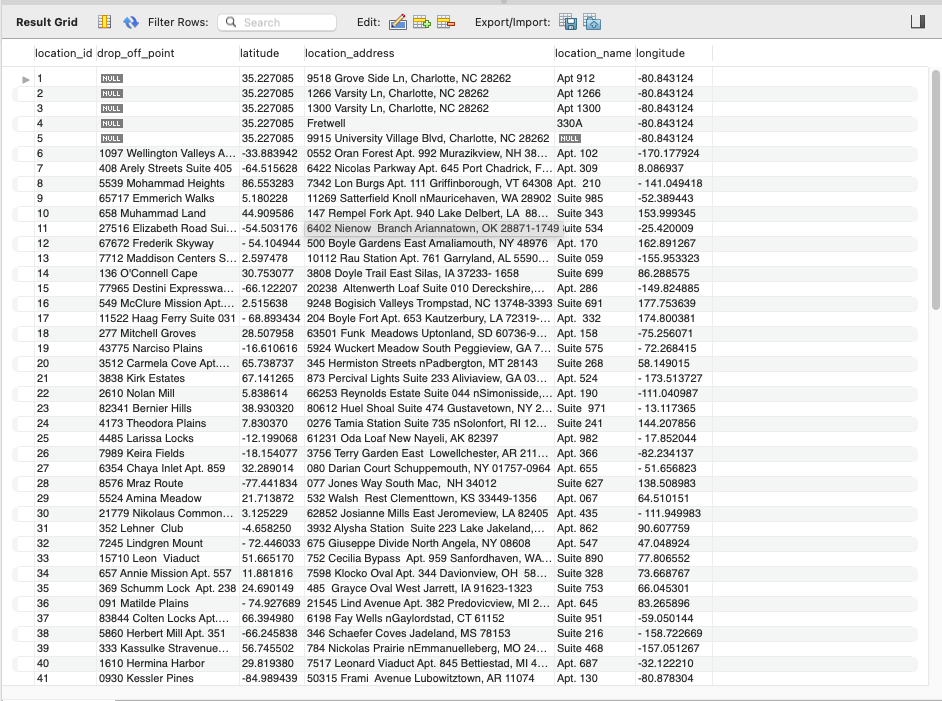 Result Grid Filter Rows: Search Edit: Export/Import:
location_id drop_off_point latitude location_address location_name longitude
1 NULL 35.227085 9518 Grove Side Ln, Charlotte, NC 28262 Apt 912 -80.843124
2 NULL 35.227085 1266 Varsity Ln, Charlotte, NC 28262 Apt 1266 -80.843124
3 NULL 35.227085 1300 Varsity Ln, Charlotte, NC 28262 Apt 1300 -80.843124
4 NULL 35.227085 Fretwell 330A -80.843124
5 NULL 35.227085 9915 University Village Blvd, Charlotte, NC 28262 NULL -80.843124
6 1097 Wellington Valleys A... -33.883942 0552 Oran Forest Apt. 992 Murazikview, NH 38... Apt. 102 -170.177924
7 408 Arely Streets Suite 405 -64.515628 6422 Nicolas Parkway Apt. 645 Port Chadrick, F... Apt. 309 8.086937
8 5539 Mohammad Heights 86.553283 7342 Lon Burgs Apt. 111 Griffinborough, VT 64308 Apt. 210 - 141.049418
9 65717 Emmerich Walks 5.180228 11269 Satterfield Knoll nMauricehaven, WA 28902 Suite 985 -52.389443
10 658 Muhammad Land 44.909586 147 Rempel Fork Apt. 940 Lake Delbert, LA 88... Suite 343 153.999345
11 27516 Elizabeth Road Sui... -54.503176 6402 Nienow Branch Ariannatown, OK 28871-1749 uite 534 -25.420009
12 67672 Frederik Skyway - 54.104944 500 Boyle Gardens East Amaliamouth, NY 48976 Apt. 170 162.891267
13 7712 Maddison Centers S... 2.597478 10112 Rau Station Apt. 761 Garryland, AL 5590... Suite 059 -155.953323
14 136 O'Connell Cape 30.753077 3808 Doyle Trail East Silas, IA 37233- 1658 Suite 699 86.288575
15 77965 Destini Expresswa... -66.122207 20238 Altenwerth Loaf Suite 010 Dereckshire,... Apt. 286 -149.824885
16 549 McClure Mission Apt.... 2.515638 9248 Bogisich Valleys Trompstad, NC 13748-3393 Suite 691 177.753639
17 11522 Haag Ferry Suite 031 - 68.893434 204 Boyle Fort Apt. 653 Kautzerbury, LA 72319-... Apt. 332 174.800381
18 277 Mitchell Groves 28.507958 63501 Funk Meadows Uptonland, SD 60736-9... Apt. 158 -75.256071
19 43775 Narciso Plains -16.610616 5924 Wuckert Meadow South Peggieview, GA 7... Suite 575 - 72.268415
20 3512 Carmela Cove Apt.... 65.738737 345 Hermiston Streets nPadbergton, MT 28143 Suite 268 58.149015
21 3838 Kirk Estates 67.141265 873 Percival Lights Suite 233 Aliviaview, GA 03... Apt. 524 - 173.513727
22 2610 Nolan Mill 5.838614 66253 Reynolds Estate Suite 044 nSimonisside,... Apt. 190 -111.040987
23 82341 Bernier Hills 38.930320 80612 Huel Shoal Suite 474 Gustavetown, NY 2... Suite 971 - 13.117365
24 4173 Theodora Plains 7.830370 0276 Tamia Station Suite 735 nSolonfort, RI 12... Suite 241 144.207856
25 4485 Larissa Locks -12.199068 61231 Oda Loaf New Nayeli, AK 82397 Apt. 982 - 17.852044
26 7989 Keira Fields -18.154077 3756 Terry Garden East Lowellchester, AR 211... Apt. 366 -82.234137
27 6354 Chaya Inlet Apt. 859 32.289014 080 Darian Court Schuppemouth, NY 01757-0964 Apt. 655 - 51.656823
28 8576 Mraz Route -77.441834 077 Jones Way South Mac, NH 34012 Suite 627 138.508983
29 5524 Amina Meadow 21.713872 532 Walsh Rest Clementtown, KS 33449-1356 Apt. 067 64.510151
30 21779 Nikolaus Common... 3.125229 62852 Josianne Mills East Jeromeview, LA 82405 Apt. 435 - 111.949983
31 352 Lehner Club -4.658250 3932 Alysha Station Suite 223 Lake Jakeland,... Apt. 862 90.607759
32 7245 Lindgren Mount - 72.446033 675 Giuseppe Divide North Angela, NY 08608 Apt. 547 47.048924
33 15710 Leon Viaduct 51.665170 752 Cecilia Bypass Apt. 959 Sanfordhaven, WA... Suite 890 77.806552
34 657 Annie Mission Apt. 557 11.881816 7598 Klocko Oval Apt. 344 Davionview, OH 58... Suite 328 73.668767
35 369 Schumm Lock Apt. 238 24.690149 485 Grayce Oval West Jarrett, IA 91623-1323 Suite 753 66.045301
36 091 Matilde Plains - 74.927689 21545 Lind Avenue Apt. 382 Predovicview, MI 2... Apt. 645 83.265896
37 83844 Colten Locks Apt.... 66.394980 6198 Fay Wells nGaylordstad, CT 61152 Suite 951 -59.050144
38 5860 Herbert Mill Apt. 351 -66.245838 346 Schaefer Coves Jadeland, MS 78153 Suite 216 - 158.722669
39 333 Kassulke Stravenue... 56.745502 784 Nickolas Prairie nEmmanuelleberg, MO 24... Suite 468 -157.051267
40 1610 Hermina Harbor 29.819380 7517 Leonard Viaduct Apt. 845 Bettiestad, MI 4... Apt. 687 -32.122210
41 0930 Kessler Pines -84.989439 50315 Frami Avenue Lubowitztown, AR 11074 Apt. 130 -80.878304